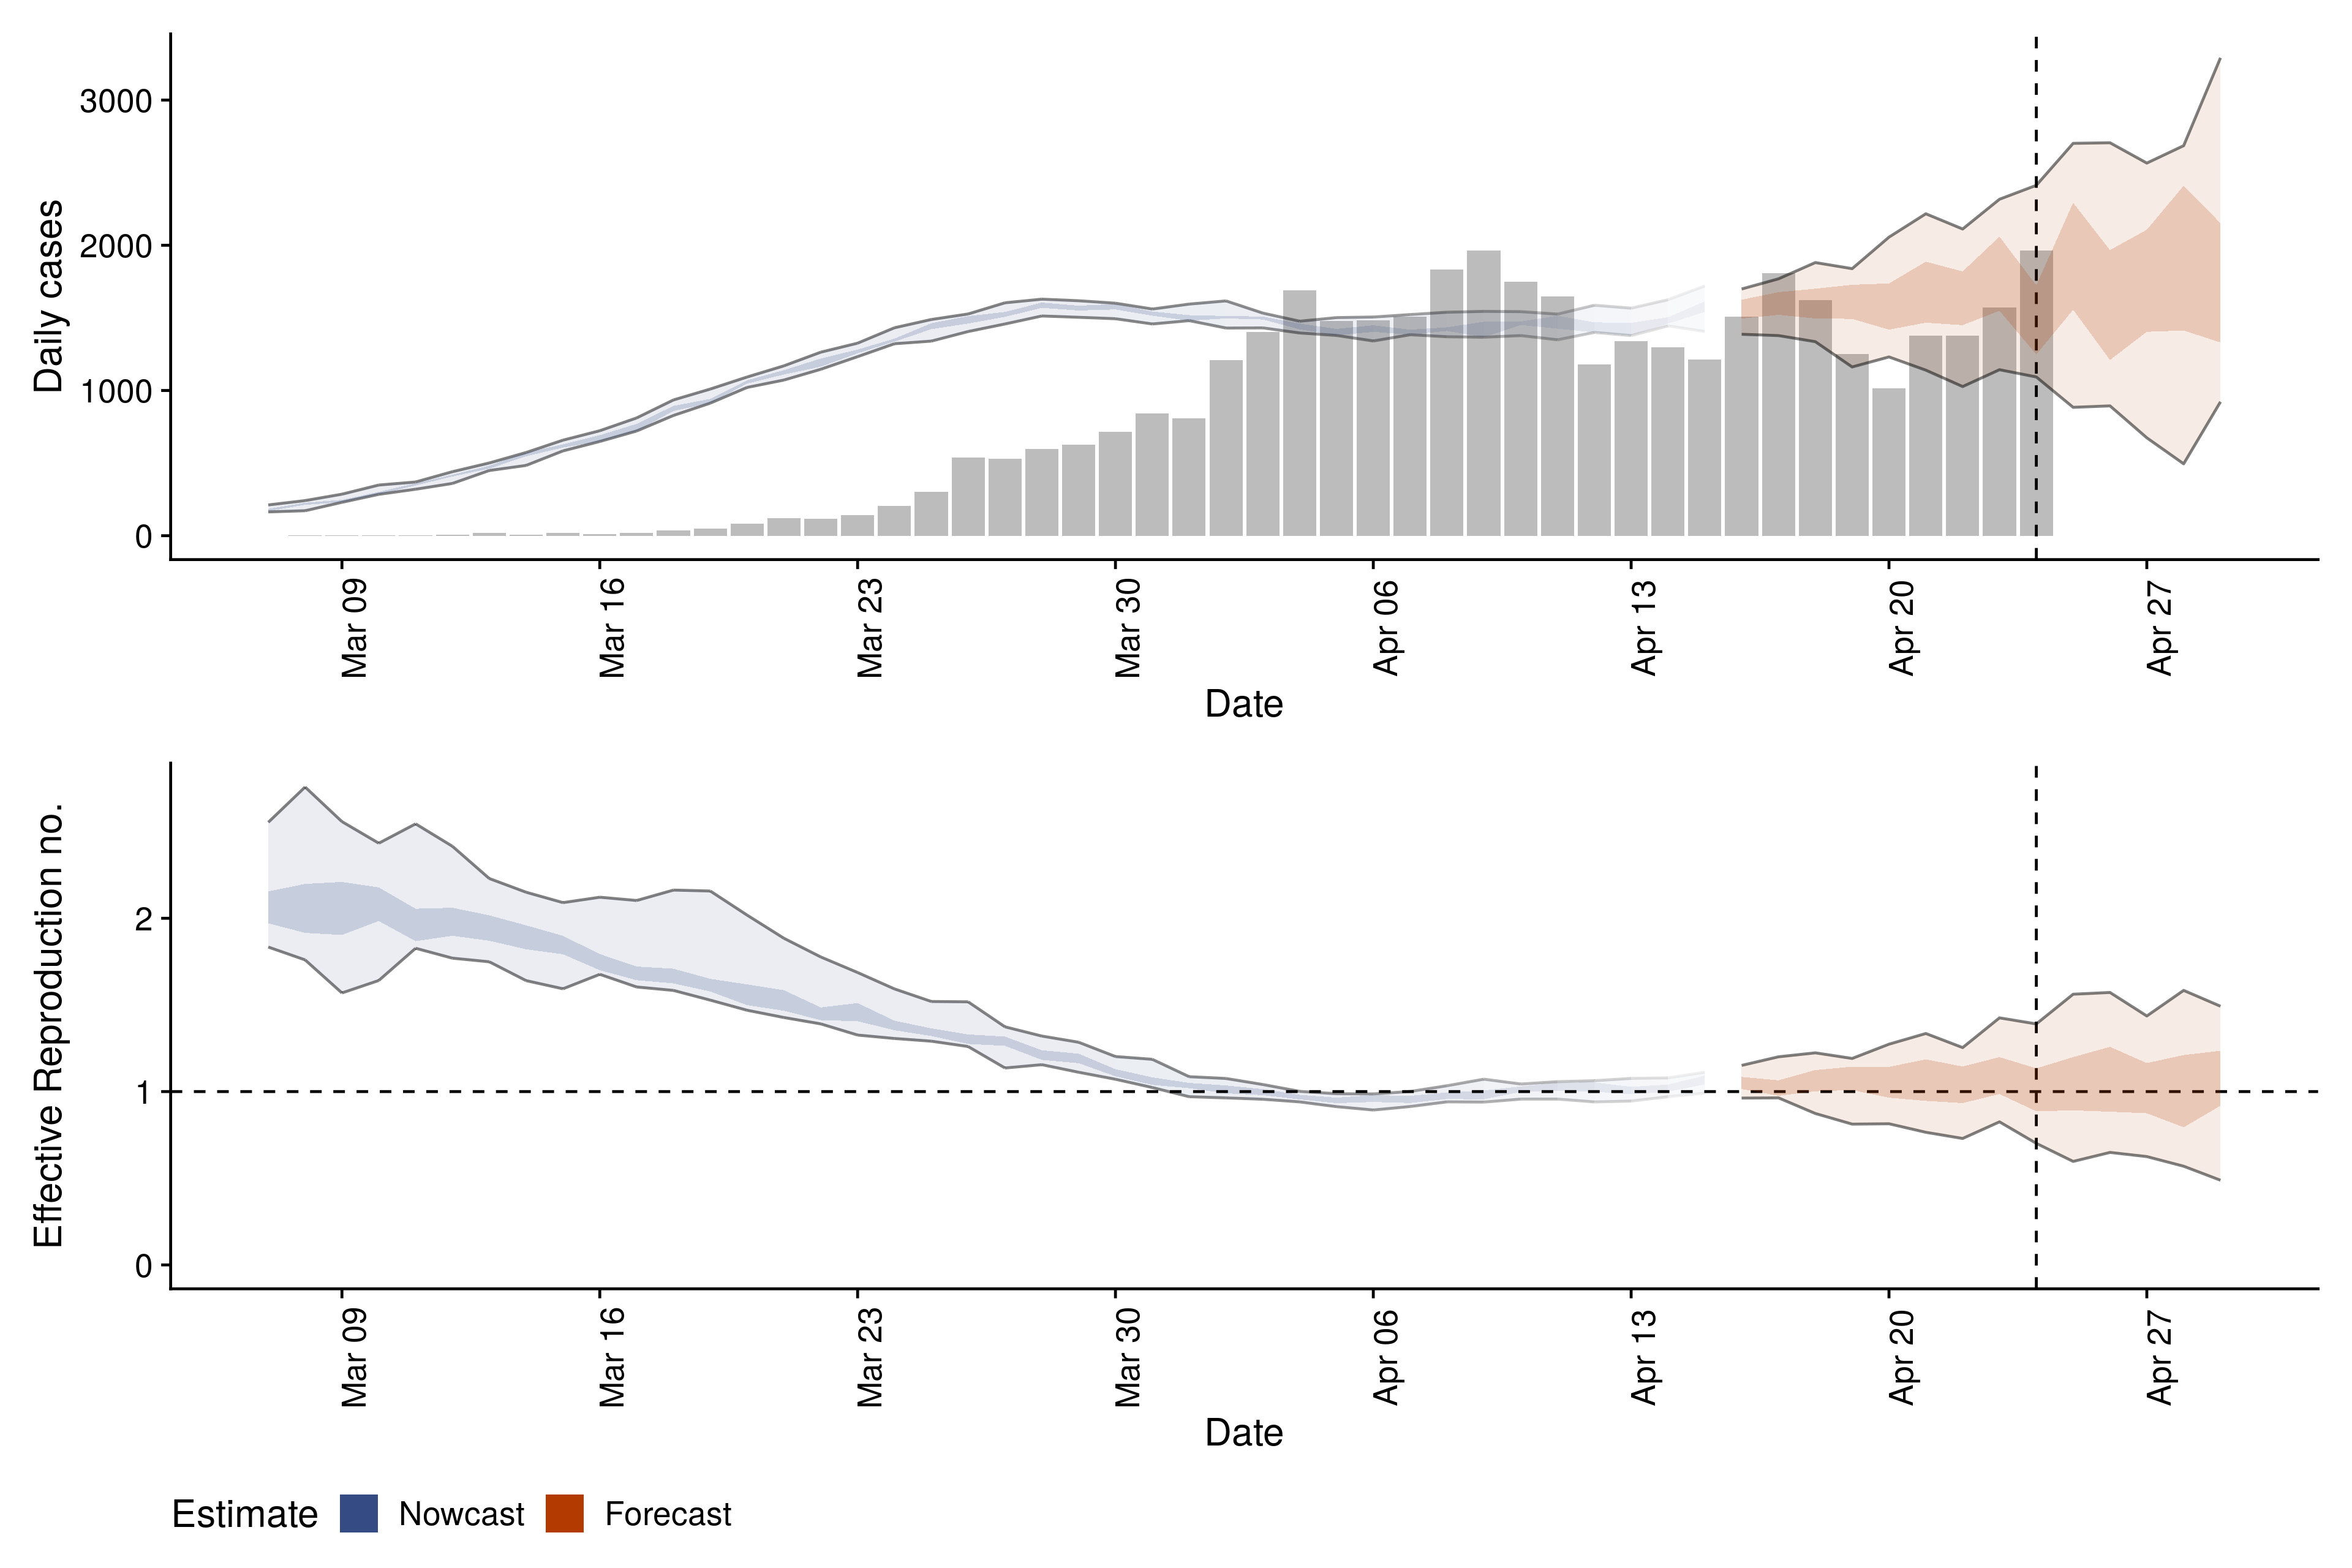 Daily cases
3000
2000
1000
0
Mar 09
Mar 16
Mar 23
Mar 30
Apr 06
Apr 13
Apr 20
Apr 27
Date
Effective Reproduction no.
2
1
0
Mar 09
Mar 16
Mar 23
Mar 30
Apr 06
Apr 13
Apr 20
Apr 27
Date
Estimate Nowcast Forecast